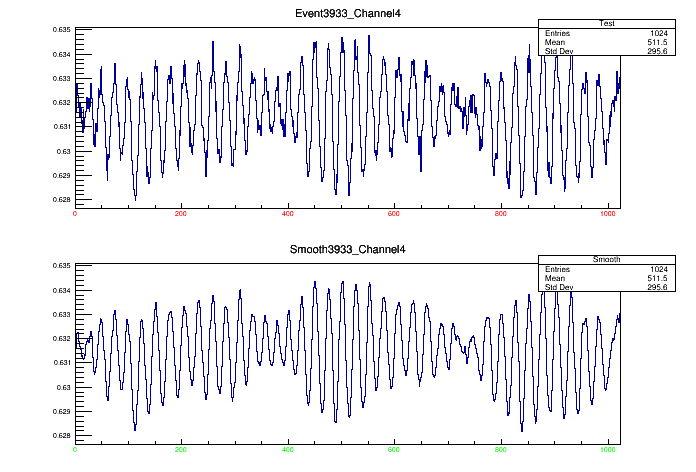 Event3933_Channel4
Test
Entries 1024
Mean 511.5
Std Dev 295.6
0.635
0.634
0.633
0.632
0.631
0.63
0.629
0.628
0 200 400 600 800 1000
Smooth3933_Channel4
Smooth
Entries 1024
Mean 511.5
Std Dev 295.6
0.635
0.634
0.633
0.632
0.631
0.63
0.629
0.628
0 200 400 600 800 1000